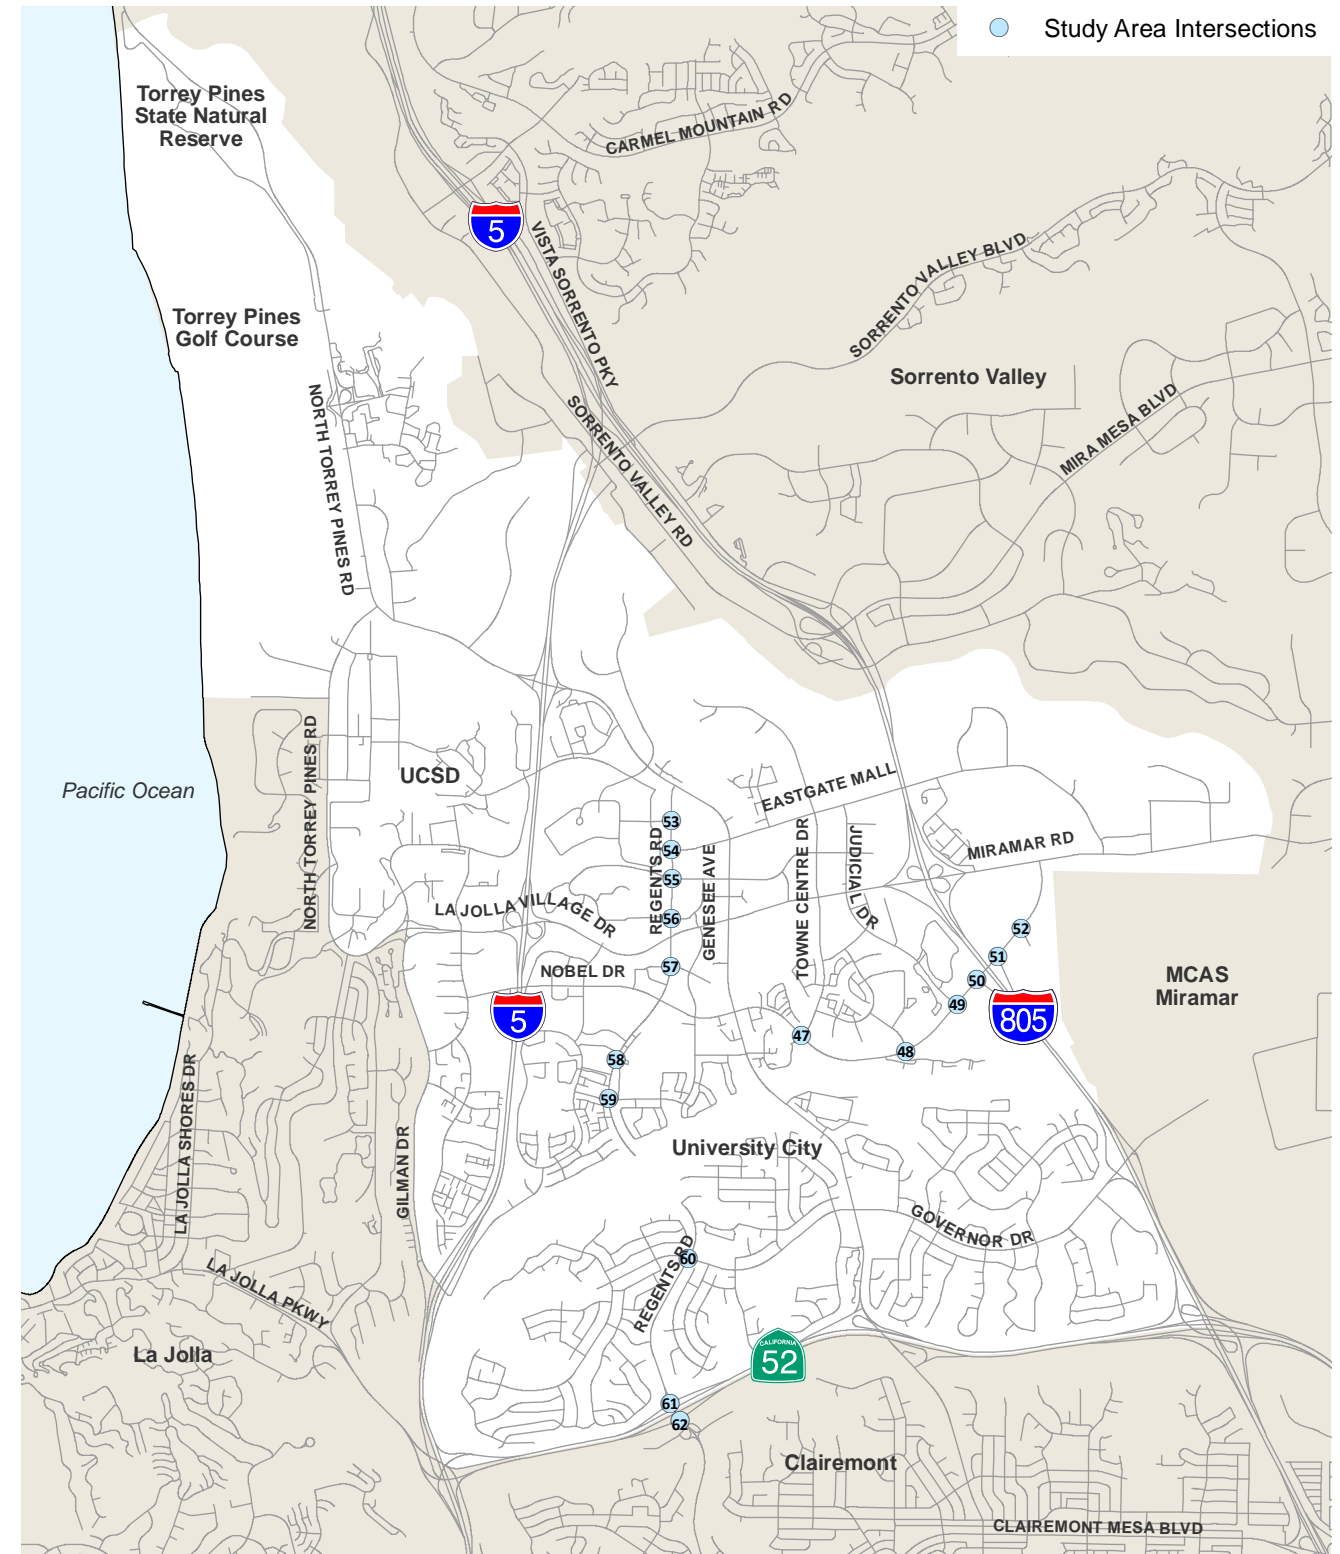 Study Area Intersections
Torrey Pines
State Natural
Reserve
CARMEL MOUNTAIN RD
5
VISTA SORRENTO PKY
SORRENTO VALLEY BLVD
Torrey Pines
Golf Course
Sorrento Valley
NORTH TORREY PINES RD
SORRENTO VALLEY RD
MIRA MESA BLVD
NORTH TORREY PINES RD
UCSD
Pacific Ocean
EASTGATE MALL
53
REGENTS RD
54
55
56
57
GENESEE AVE
TOWNE CENTRE DR
JUDICIAL DR
MIRAMAR RD
LA JOLLA VILLAGE DR
NOBEL DR
52
51
50
49
MCAS
Miramar
5
805
47
48
58
59
LA JOLLA SHORES DR
GILMAN DR
University City
GOVERNOR DR
REGENTS RD
60
LA JOLLA PKWY
La Jolla
CALIFORNIA
52
61
62
Clairemont
CLAIREMONT MESA BLVD